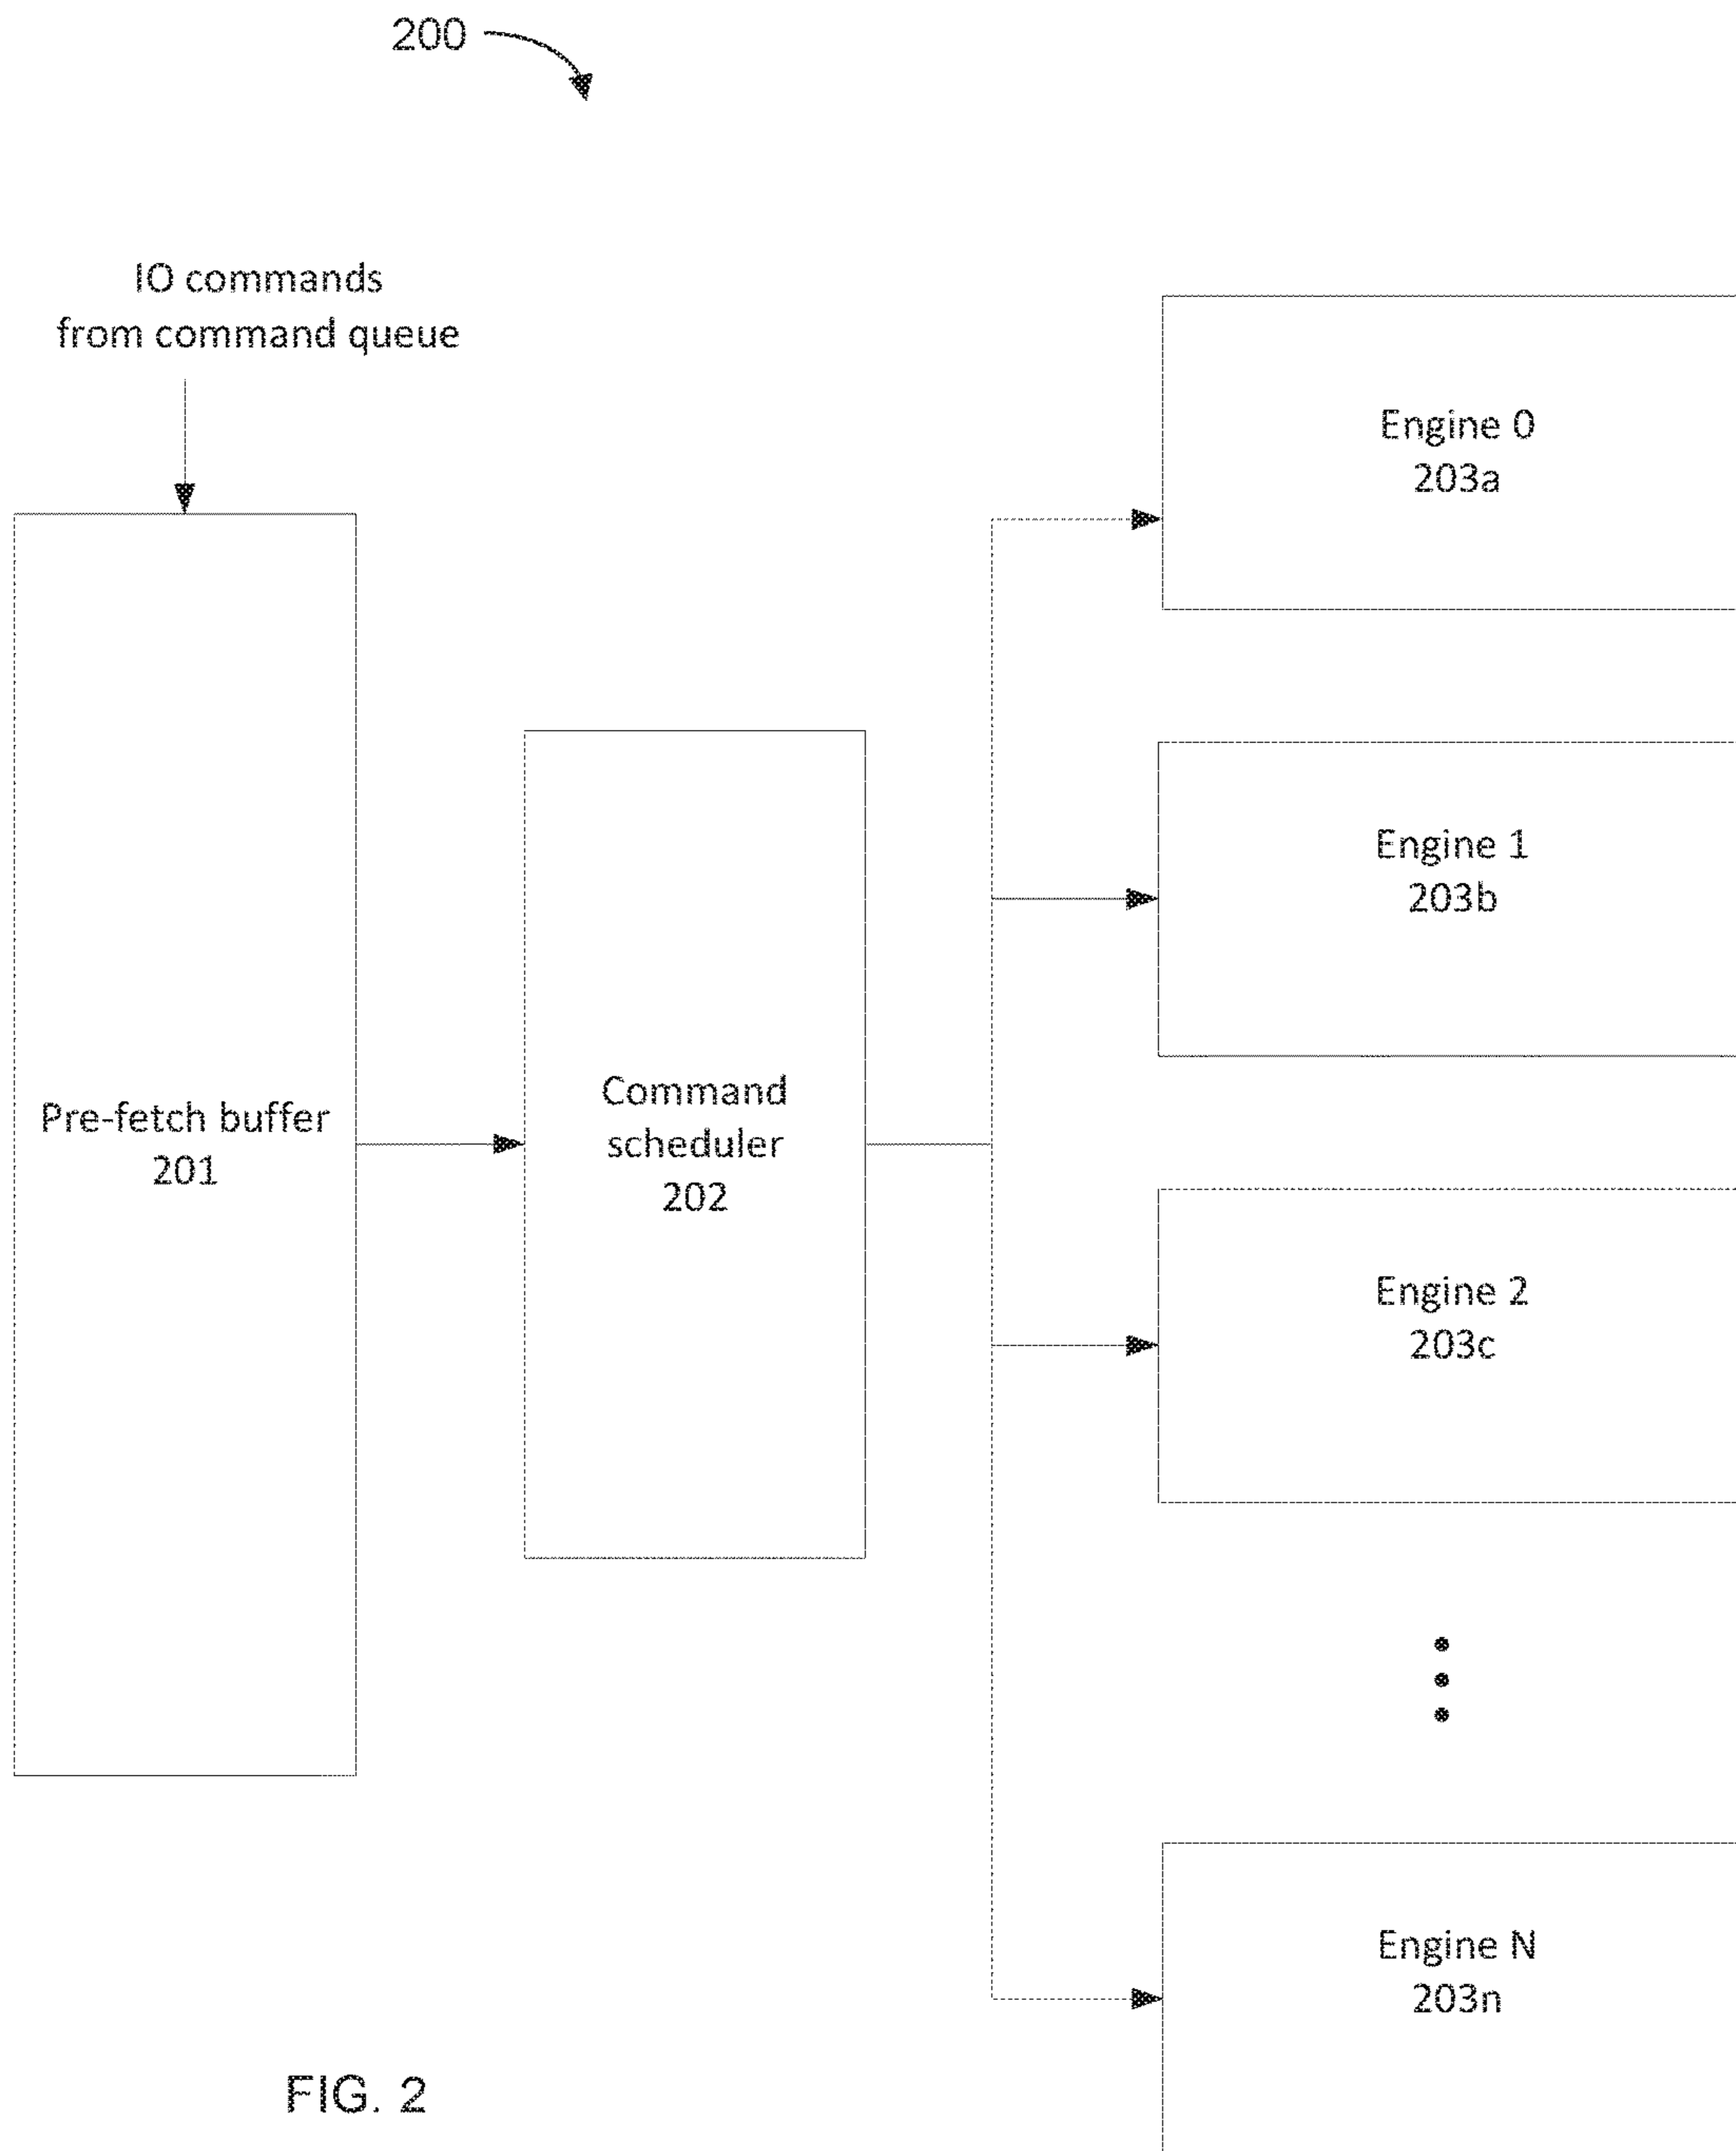 200
IO commands
from command queue
Pre-fetch buffer
201
Command
scheduler
202
Engine 0
203a
Engine 1
203b
Engine 2
203c
Engine N
203n
FIG. 2